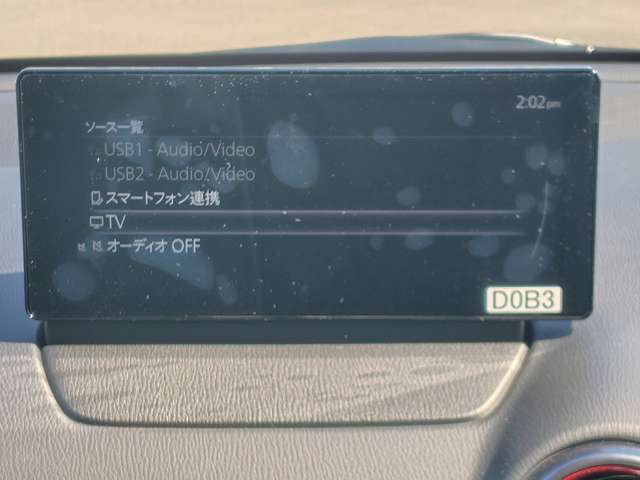 2:02pm
ソース一覧
USB1 - Audio/Video
USB2 - Audio/Video
スマートフォン連携
TV
オーディオ OFF
D0B3